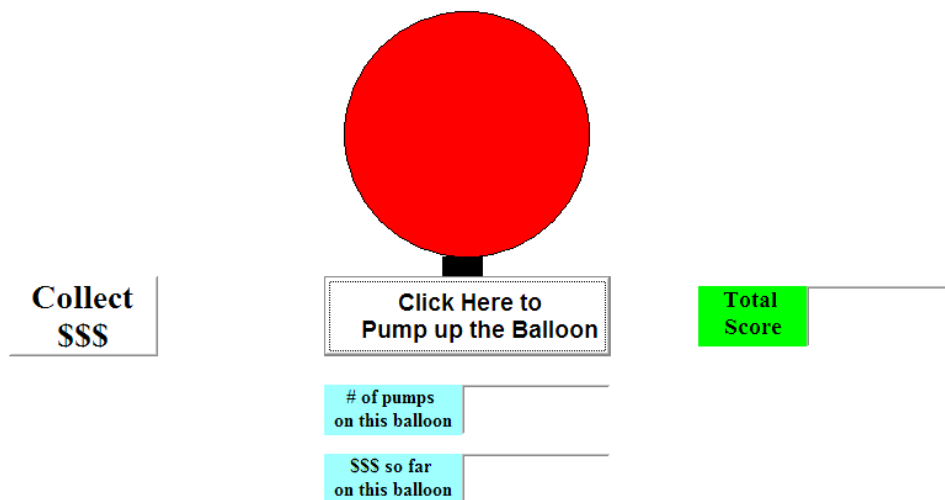 Collect
$$$
Click Here to
Pump up the Balloon
Total
Score
# of pumps
on this balloon
$$$ so far
on this balloon